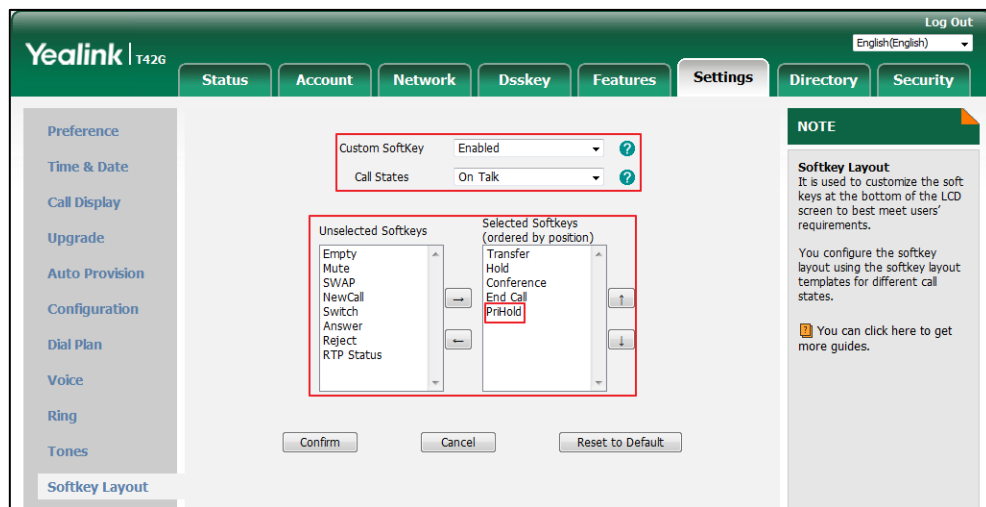 Log Out
English(English)
Yealink T42G
Status Account Network Dsskey Features Settings Directory Security
Preference
Time & Date
Call Display
Upgrade
Auto Provision
Configuration
Dial Plan
Voice
Ring
Tones
Softkey Layout
Custom SoftKey Enabled ?
Call States On Talk ?
Unselected Softkeys
Empty
Mute
SWAP
NewCall
Switch
Answer
Reject
RTP Status
→
←
Selected Softkeys
(ordered by position)
Transfer
Hold
Conference
End Call
PriHold
↑
↓
Confirm Cancel Reset to Default
NOTE
Softkey Layout
It is used to customize the soft
keys at the bottom of the LCD
screen to best meet users'
requirements.
You configure the softkey
layout using the softkey layout
templates for different call
states.
? You can click here to get
more guides.